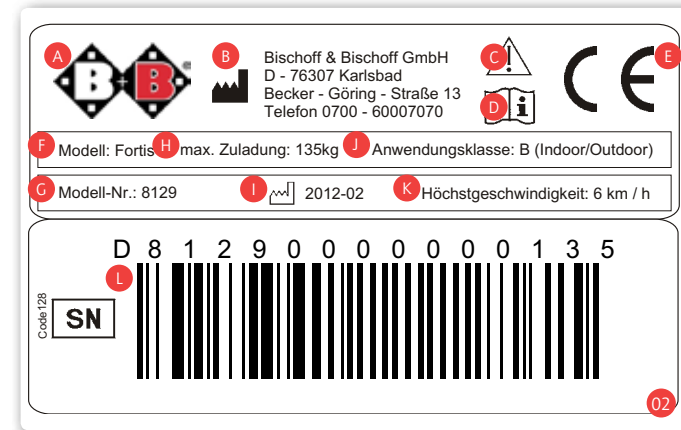 A
B + B
B
Bischoff & Bischoff GmbH
D - 76307 Karlsbad
Becker - Göring - Straße 13
Telefon 0700 - 60007070
C
D
i
CE
E
F Modell: Fortis H max. Zuladung: 135kg J Anwendungsklasse: B (Indoor/Outdoor)
G Modell-Nr.: 8129 I 2012-02 K Höchstgeschwindigkeit: 6 km / h
D 8 1 2 9 0 0 0 0 0 0 0 1 3 5
L
Code128
SN
02